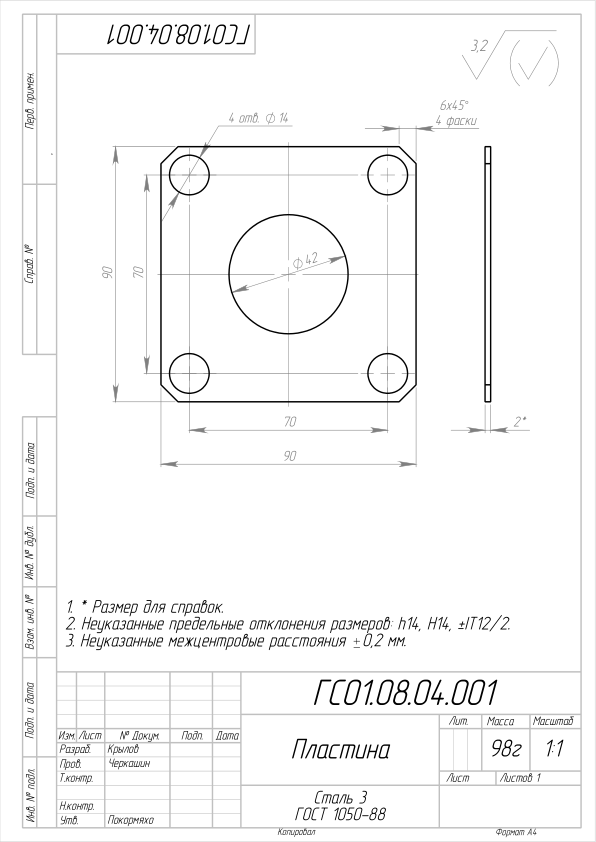 ГС01.08.04.001
3,2
(√)
4 отв. ϕ 14
6х45°
4 фаски
ϕ 42
90
70
70
90
2*
1. * Размер для справок.
2. Неуказанные предельные отклонения размеров: h14, H14, ±IT12/2.
3. Неуказанные межцентровые расстояния ±0,2 мм.
Перв. примен.
Справ. №
Подп. и дата
Инв. № дубл.
Взам. инв. №
Подп. и дата
Инв. № подл.
ГС01.08.04.001
Изм. Лист № Докум. Подп. Дата
Разраб. Крылов
Пров. Черкашин
Т.контр.
Н.контр.
Утв. Покормяхо
Пластина
Лит. Масса Масштаб
98г 1:1
Лист Листов 1
Сталь 3
ГОСТ 1050-88
Копировал Формат А4